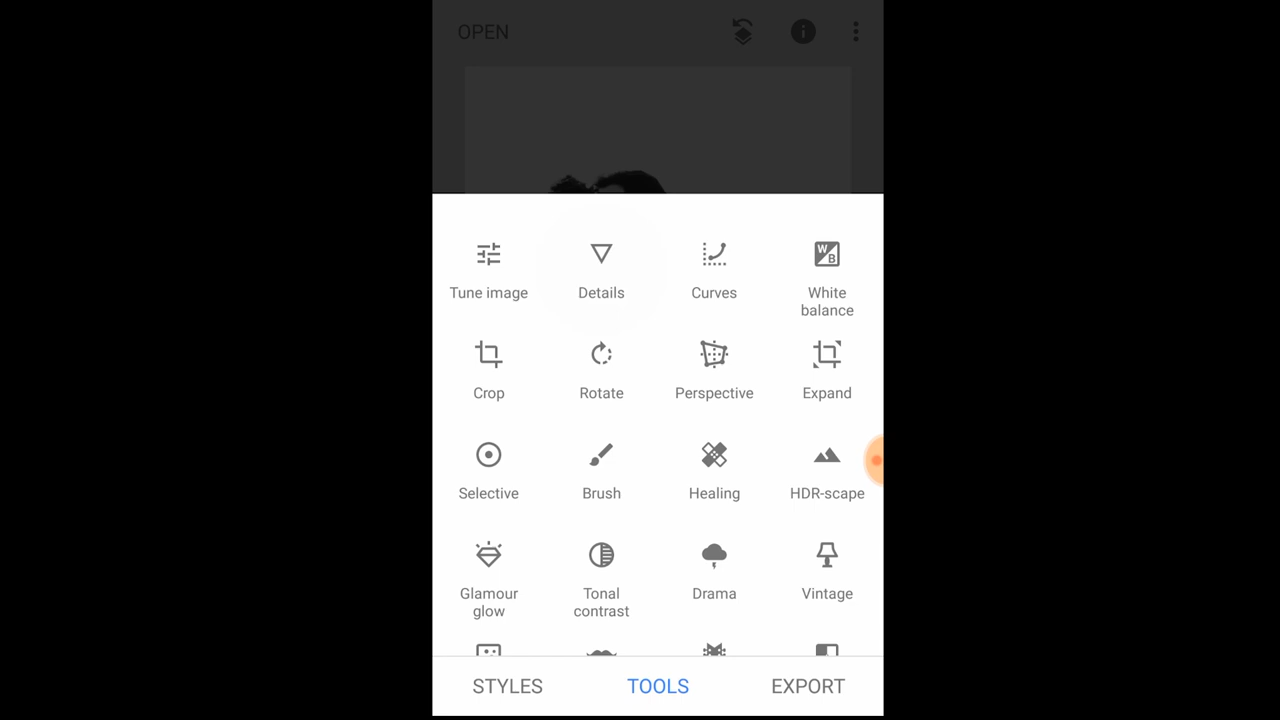 OPEN
Tune image
Details
Curves
W
B
White
balance
Crop
Rotate
Perspective
Expand
Selective
Brush
Healing
HDR-scape
Glamour
glow
Tonal
contrast
Drama
Vintage
STYLES
TOOLS
EXPORT